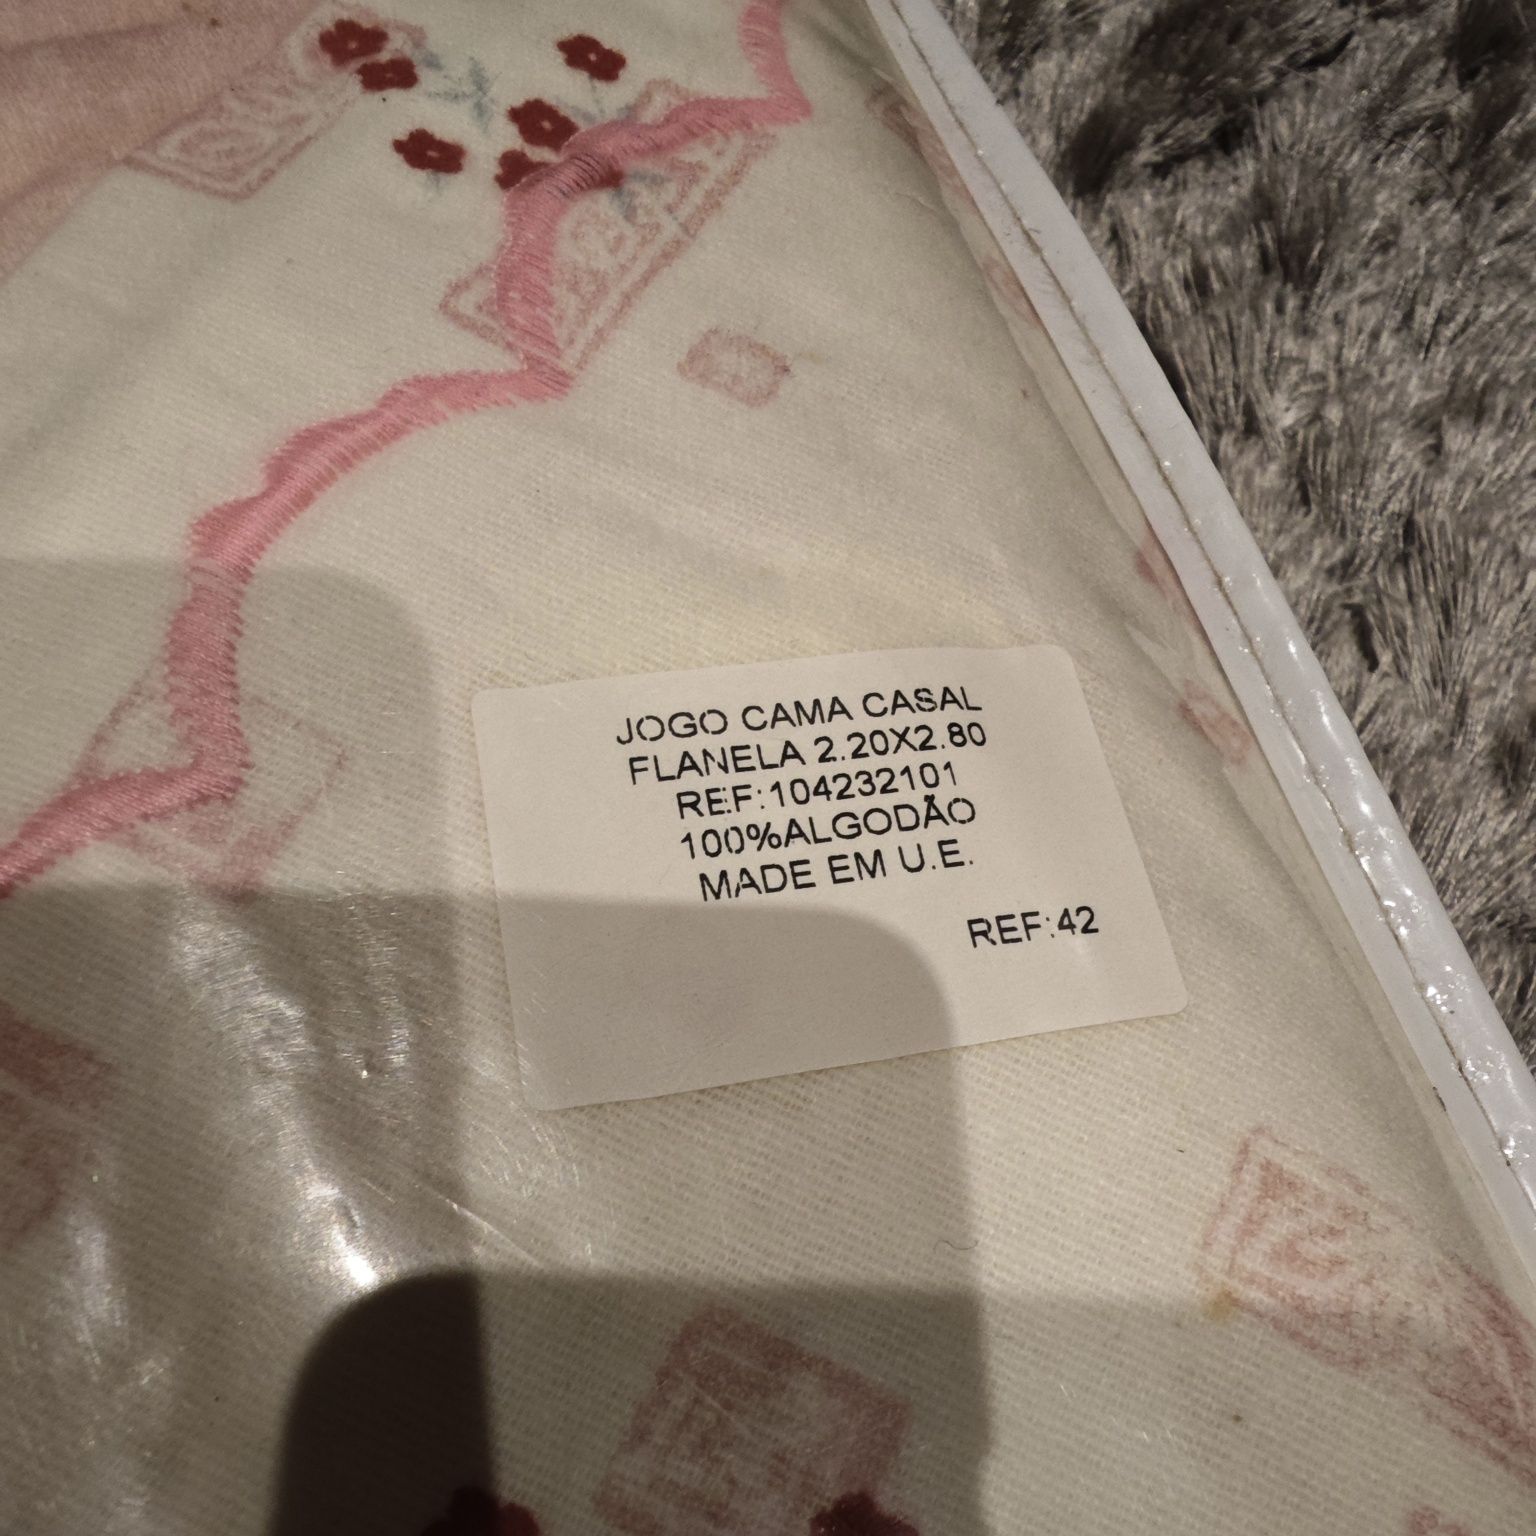 JOGO CAMA CASAL
FLANELA 2.20X2.80
REF:104232101
100%ALGODÃO
MADE EM U.E.
REF:42